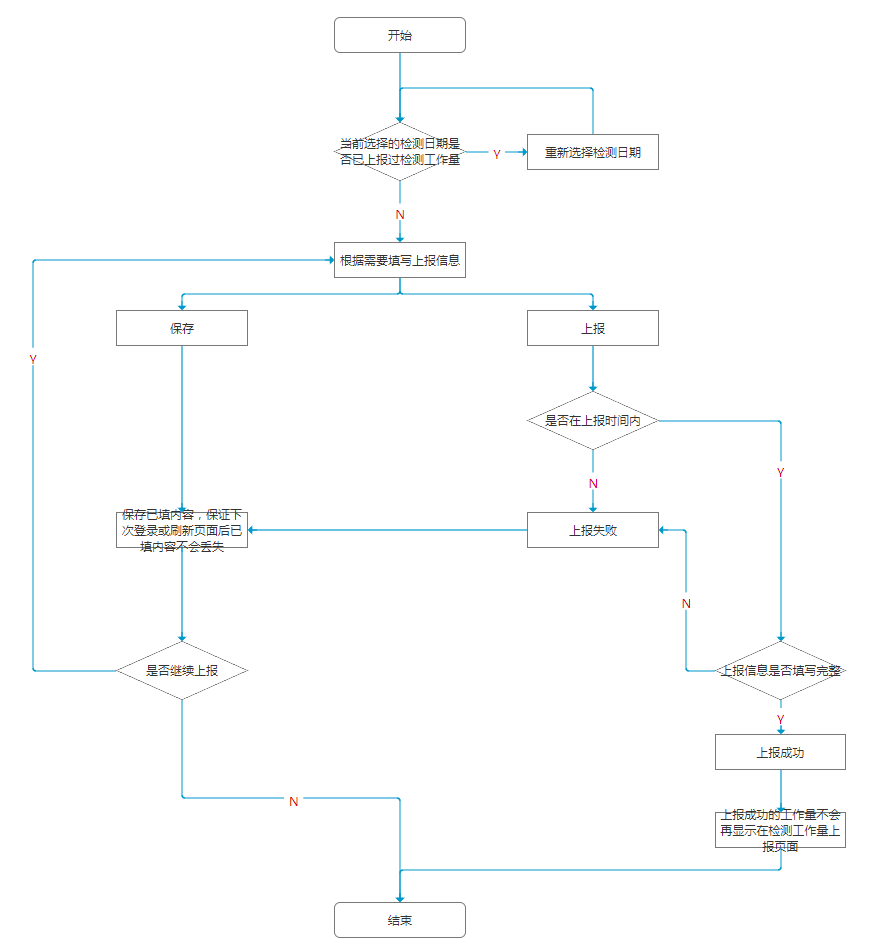 开始
当前选择的检测日期是
否已上报过检测工作量
Y
重新选择检测日期
N
根据需要填写上报信息
保存
上报
Y
是否在上报时间内
Y
N
保存已填内容，保证下
次登录或刷新页面后已
填内容不会丢失
上报失败
N
是否继续上报
上报信息是否填写完整
Y
上报成功
N
上报成功的工作量不会
再显示在检测工作量上
报页面
结束